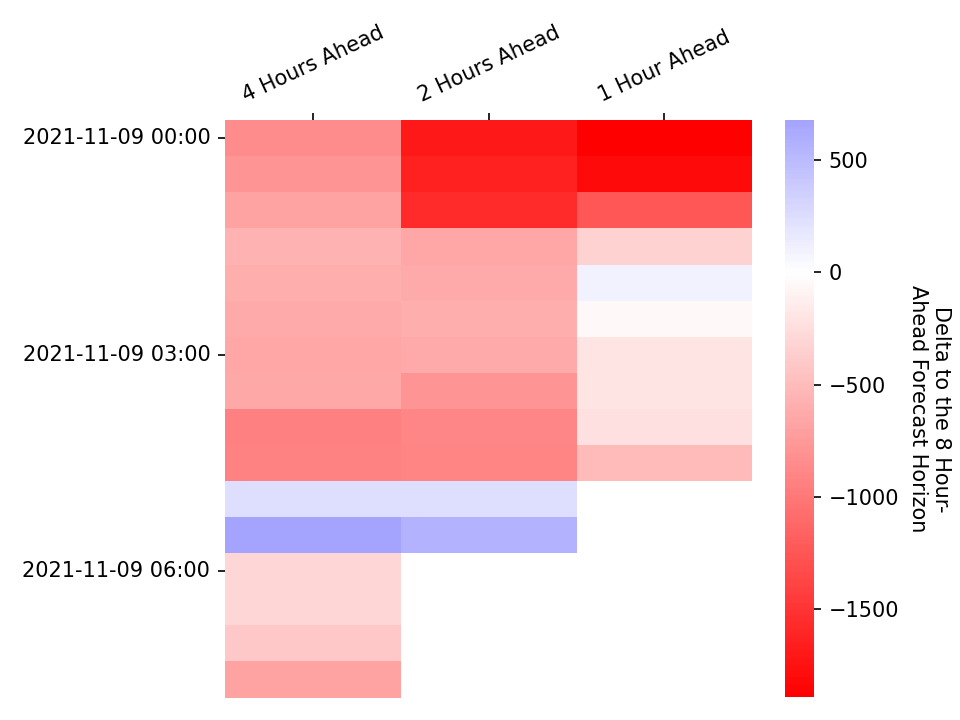 4 Hours Ahead
2 Hours Ahead
1 Hour Ahead
2021-11-09 00:00
2021-11-09 03:00
2021-11-09 06:00
500
0
−500
−1000
−1500
Delta to the 8 Hour-
Ahead Forecast Horizon